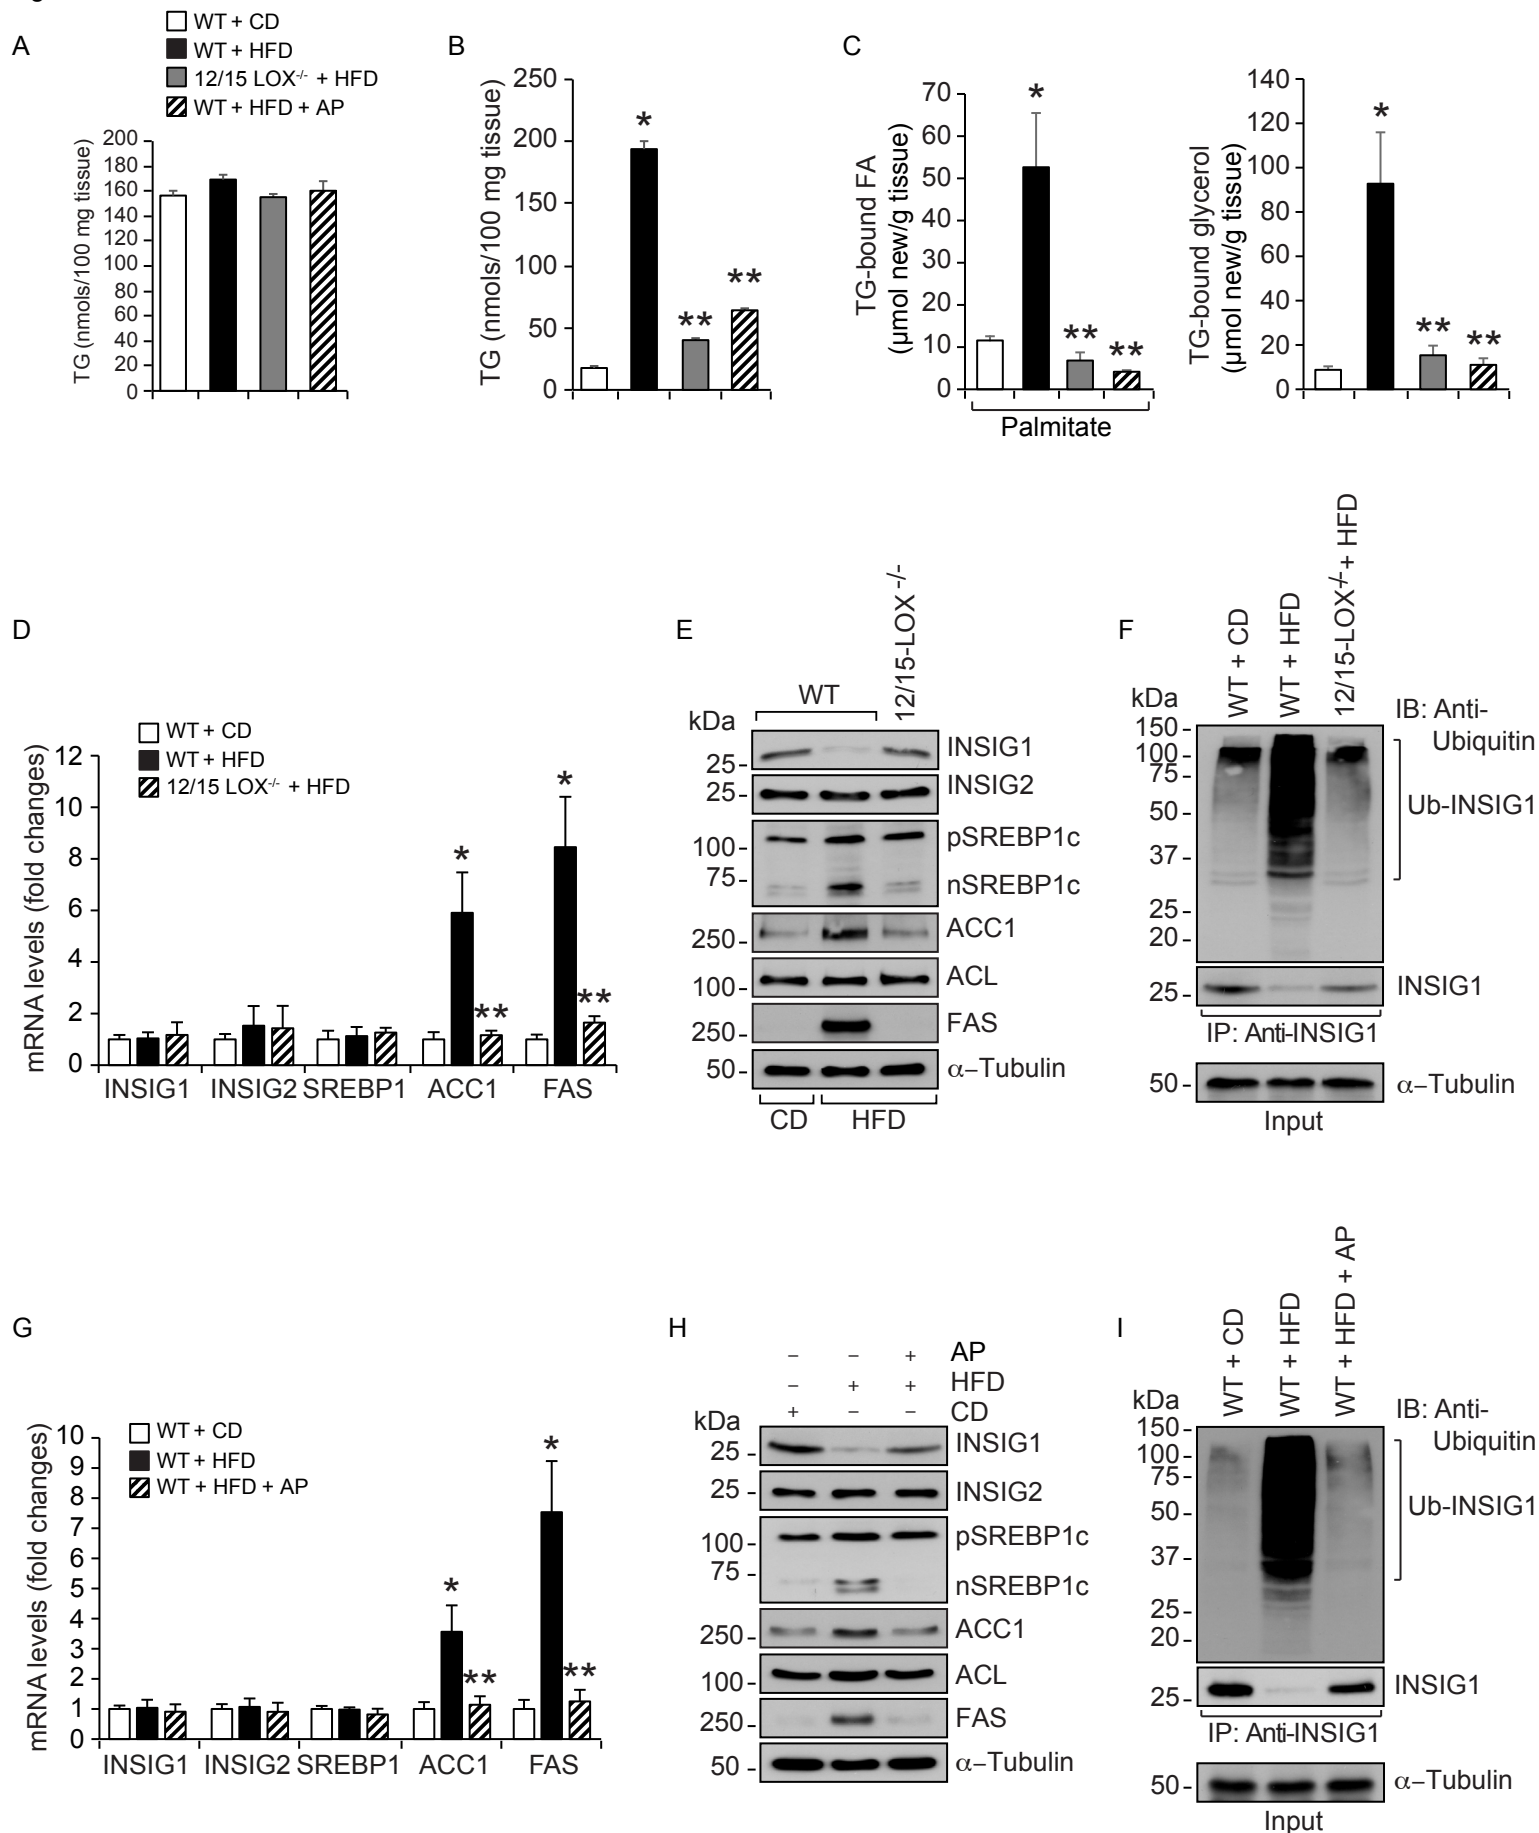 A
WT + CD
WT + HFD
12/15 LOX-/- + HFD
WT + HFD + AP
TG (nmols/100 mg tissue)
200
180
160
140
120
100
80
60
40
20
0
B
TG (nmols/100 mg tissue)
250
200
150
100
50
0
*
**
**
C
TG-bound FA
(µmol new/g tissue)
70
60
50
40
30
20
10
0
*
**
**
Palmitate
TG-bound glycerol
(µmol new/g tissue)
140
120
100
80
60
40
20
0
*
**
**
D
WT + CD
WT + HFD
12/15 LOX-/- + HFD
mRNA levels (fold changes)
12
10
8
6
4
2
0
*
**
*
**
INSIG1 INSIG2 SREBP1 ACC1 FAS
E
WT
12/15-LOX -/-
kDa
25- INSIG1
25- INSIG2
pSREBP1c
100-
75-
nSREBP1c
250- ACC1
100- ACL
250- FAS
50- α–Tubulin
CD HFD
F
WT + CD
WT + HFD
12/15-LOX-/-+ HFD
kDa
IB: Anti-
Ubiquitin
150-
100-
75-
50-
37-
25-
20-
Ub-INSIG1
25- INSIG1
IP: Anti-INSIG1
50- α–Tubulin
Input
G
WT + CD
WT + HFD
WT + HFD + AP
mRNA levels (fold changes)
10
9
8
7
6
5
4
3
2
1
0
*
**
*
**
INSIG1 INSIG2 SREBP1 ACC1 FAS
H
– – + AP
– + + HFD
+ – – CD
kDa
25- INSIG1
25- INSIG2
pSREBP1c
100-
75-
nSREBP1c
250- ACC1
100- ACL
250- FAS
50- α–Tubulin
I
WT + CD
WT + HFD
WT + HFD + AP
kDa
IB: Anti-
Ubiquitin
150-
100-
75-
50-
37-
25-
20-
Ub-INSIG1
25- INSIG1
IP: Anti-INSIG1
50- α–Tubulin
Input